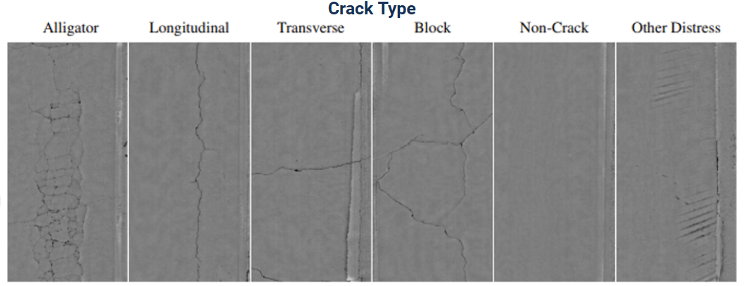 Crack Type
Alligator Longitudinal Transverse Block Non-Crack Other Distress